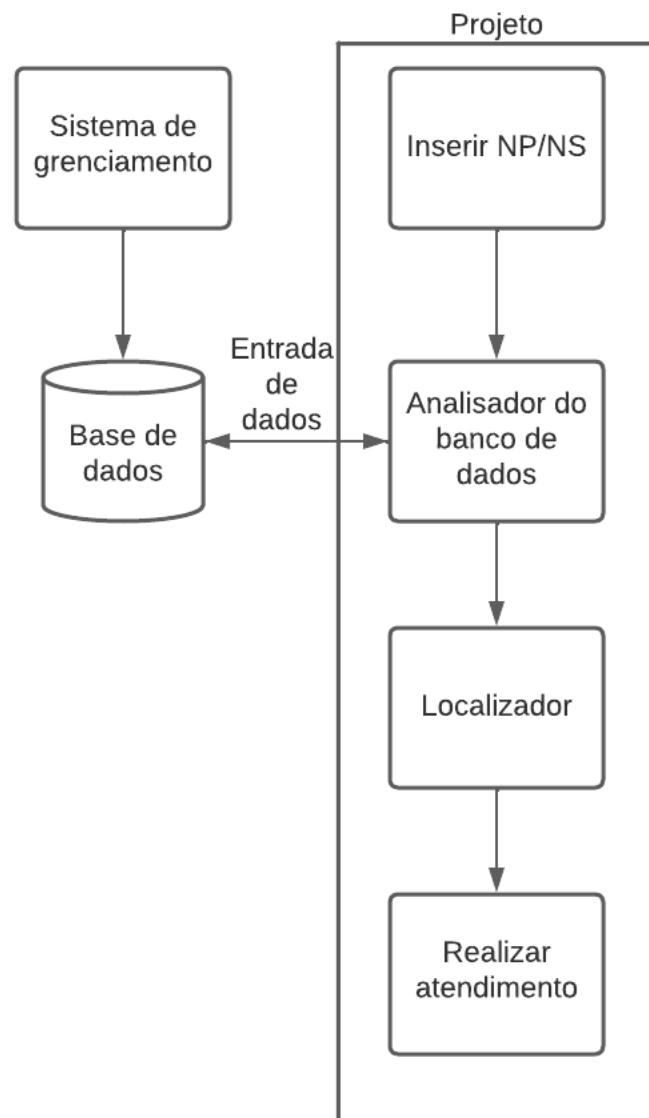 Projeto
Sistema de
grenciamento
Inserir NP/NS
Entrada
de
dados
Base de
dados
Analisador do
banco de
dados
Localizador
Realizar
atendimento